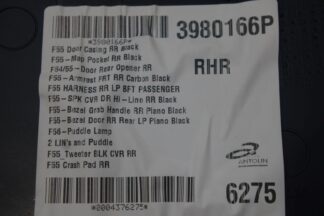 *3980166P*
3980166P
F55 Door Casing RR Black
F55-Map Pocket RR Black
F54/55-Door Rear Opener RR
F55-Armrest FRT RR Carbon Black
RHR
F55 HARNESS RR LP BFT PASSENGER
F55-SPK CVR DR Hi-Line RR Black
F55-Bezel Grab Handle RR Piano Black
F55-Bezel Door RR Rear LP Piano Black
F56-Puddle Lamp
2 LIN's and Puddle
F55 Tweeter BLK CVR RR
F55 Crash Pad RR
ANTOLIN
6275
*0004376275*